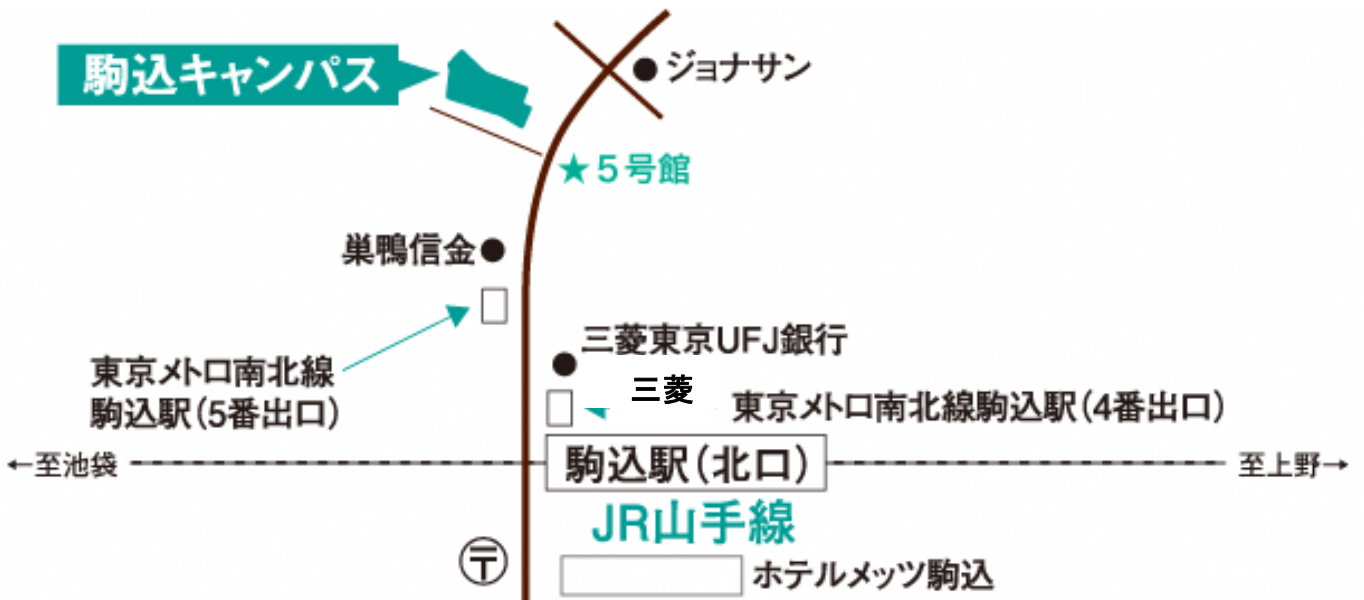 駒込キャンパス
ジョナサン
★5号館
巣鴨信金
三菱東京UFJ銀行
東京メトロ南北線
駒込駅(5番出口)
三菱
東京メトロ南北線駒込駅(4番出口)
←至池袋
駒込駅(北口)
至上野→
JR山手線
〒
ホテルメッツ駒込